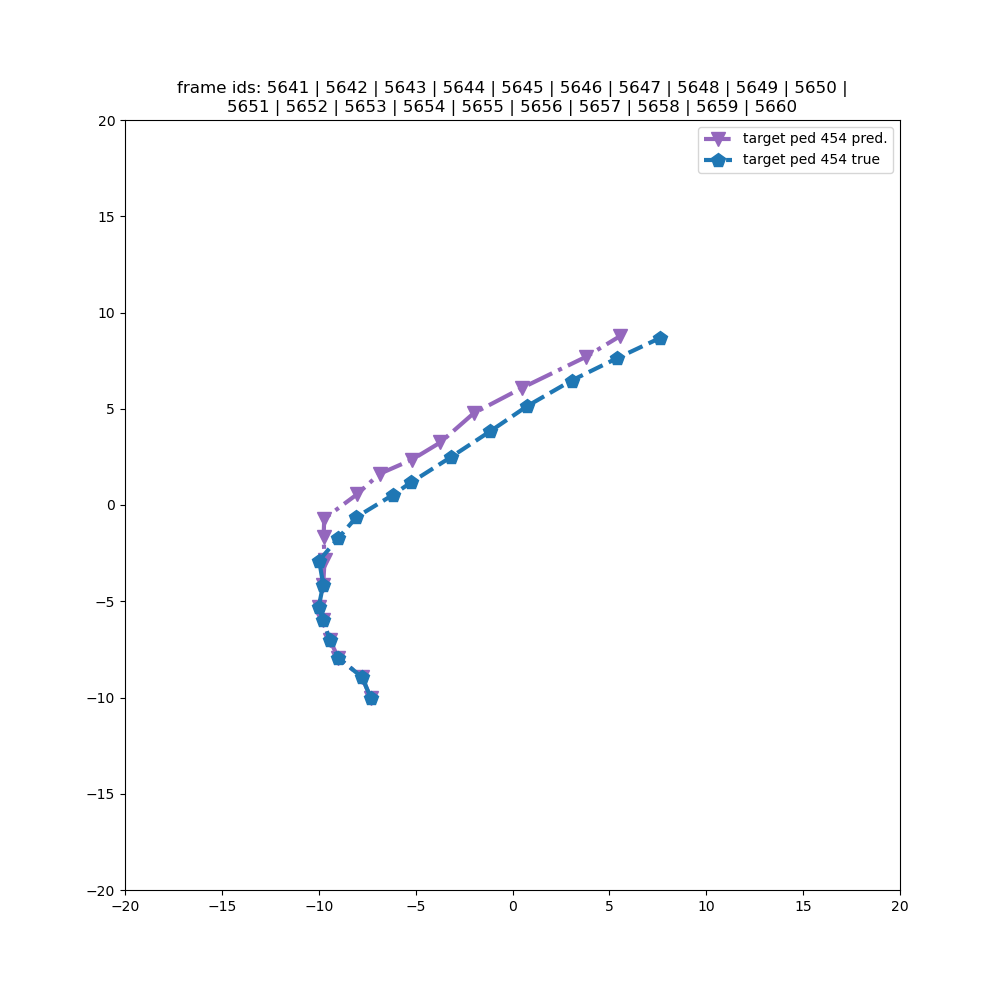 frame ids: 5641 | 5642 | 5643 | 5644 | 5645 | 5646 | 5647 | 5648 | 5649 | 5650 |
5651 | 5652 | 5653 | 5654 | 5655 | 5656 | 5657 | 5658 | 5659 | 5660
target ped 454 pred.
target ped 454 true
20
15
10
5
0
−5
−10
−15
−20
−20 −15 −10 −5 0 5 10 15 20